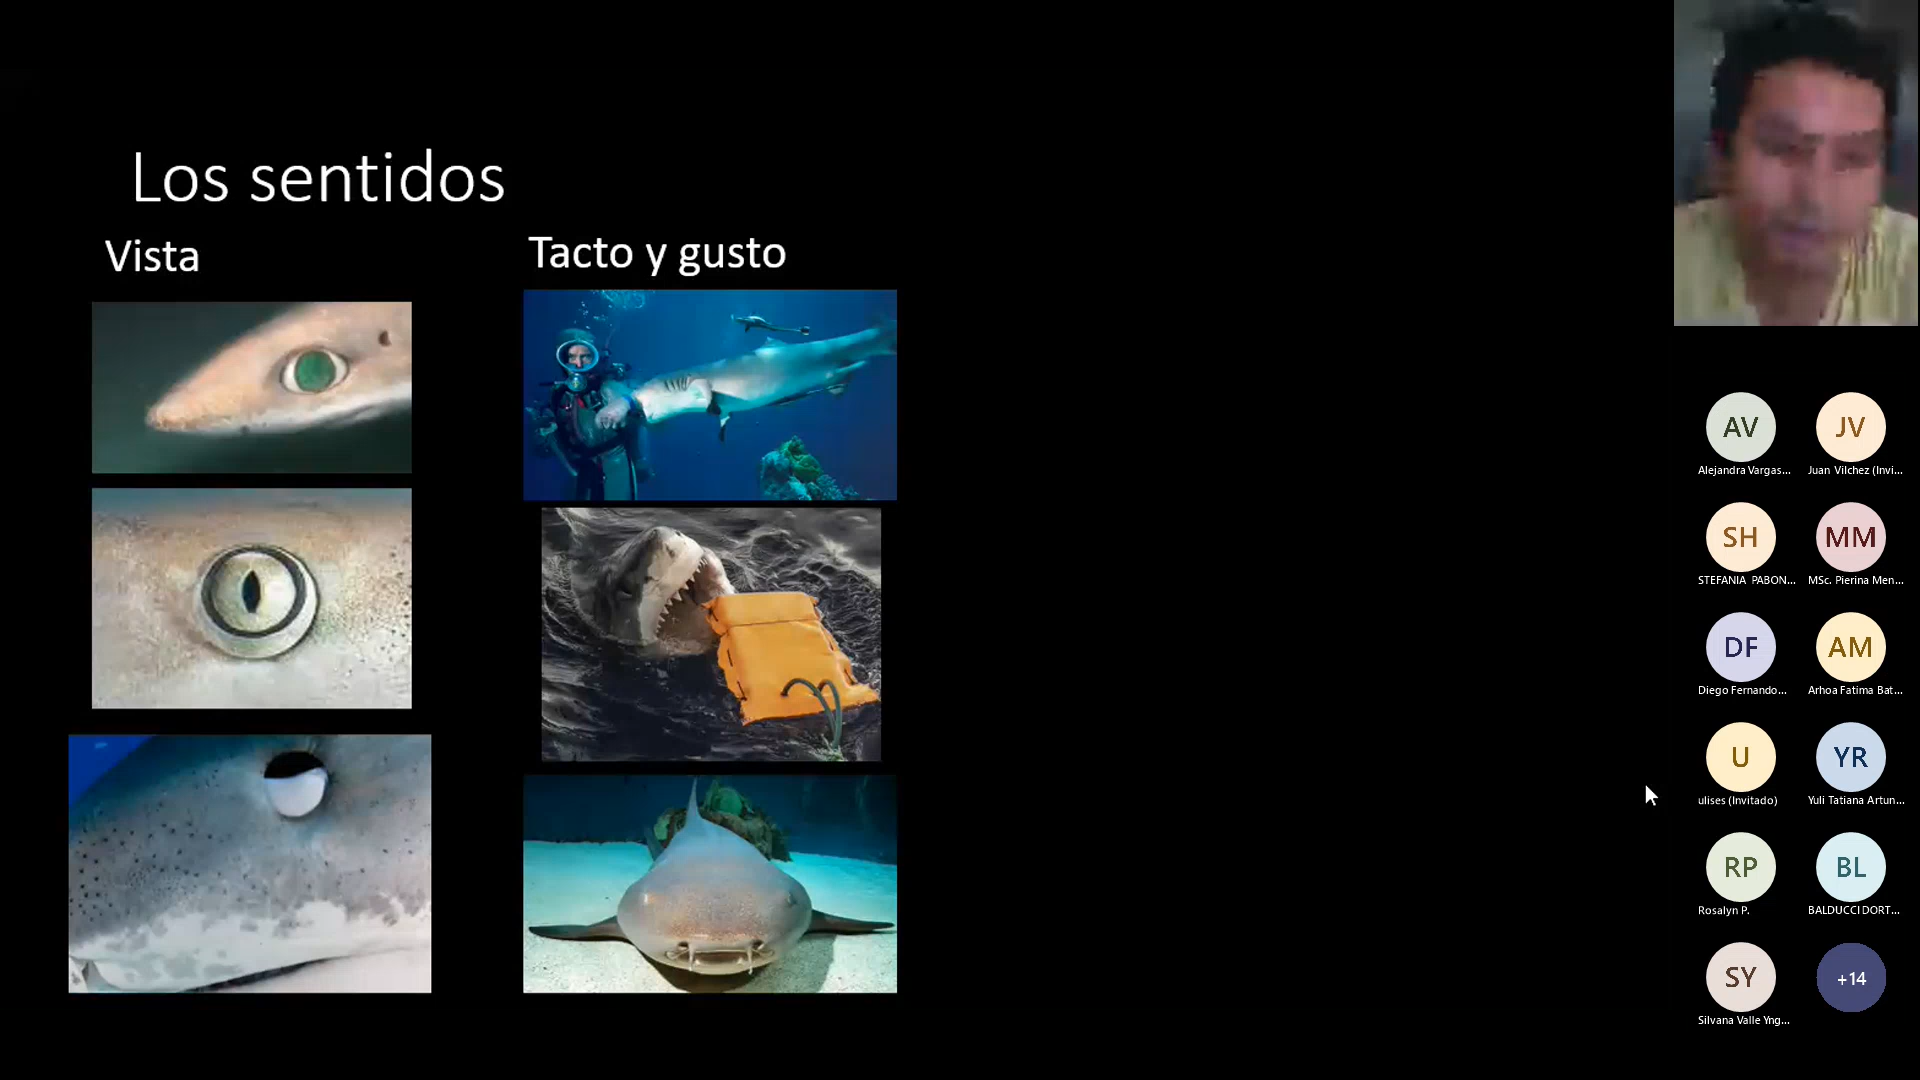 Los sentidos
Vista
Tacto y gusto
AV
JV
Alejandra Vargas...
Juan Vilchez (Invi...
SH
MM
STEFANIA PABON...
MSc. Pierina Men...
DF
AM
Diego Fernando...
Arhoa Fatima Bat...
U
YR
ulises (Invitado)
Yuli Tatiana Artun...
RP
BL
Rosalyn P.
BALDUCCI DORT...
SY
+14
Silvana Valle Yng...